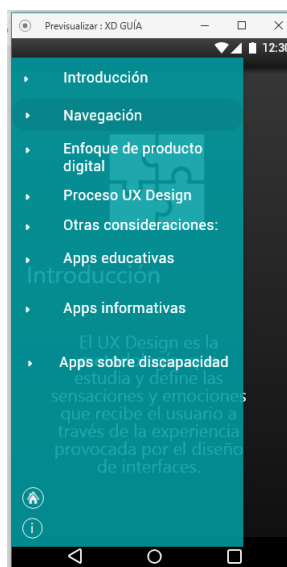 Previsualizar : XD GUÍA
12:30
Introducción
Navegación
Enfoque de producto
digital
Proceso UX Design
Otras consideraciones:
Apps educativas
Introducción
Apps informativas
El UX Design es la
Apps sobre discapacidad
estudia y define las
sensaciones y emociones
que recibe el usuario a
través de la experiencia
provocada por el diseño
de interfaces.